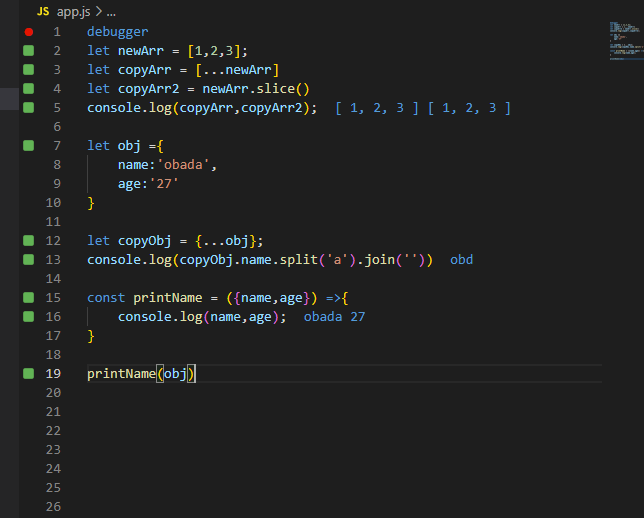 JS app.js > ...
1 debugger
2 let newArr = [1,2,3];
3 let copyArr = [...newArr]
4 let copyArr2 = newArr.slice()
5 console.log(copyArr,copyArr2);  [ 1, 2, 3 ] [ 1, 2, 3 ]
6
7 let obj ={
8     name:'obada',
9     age:'27'
10 }
11
12 let copyObj = {...obj};
13 console.log(copyObj.name.split('a').join(''))  obd
14
15 const printName = ({name,age}) =>{
16     console.log(name,age);  obada 27
17 }
18
19 printName(obj)
20
21
22
23
24
25
26